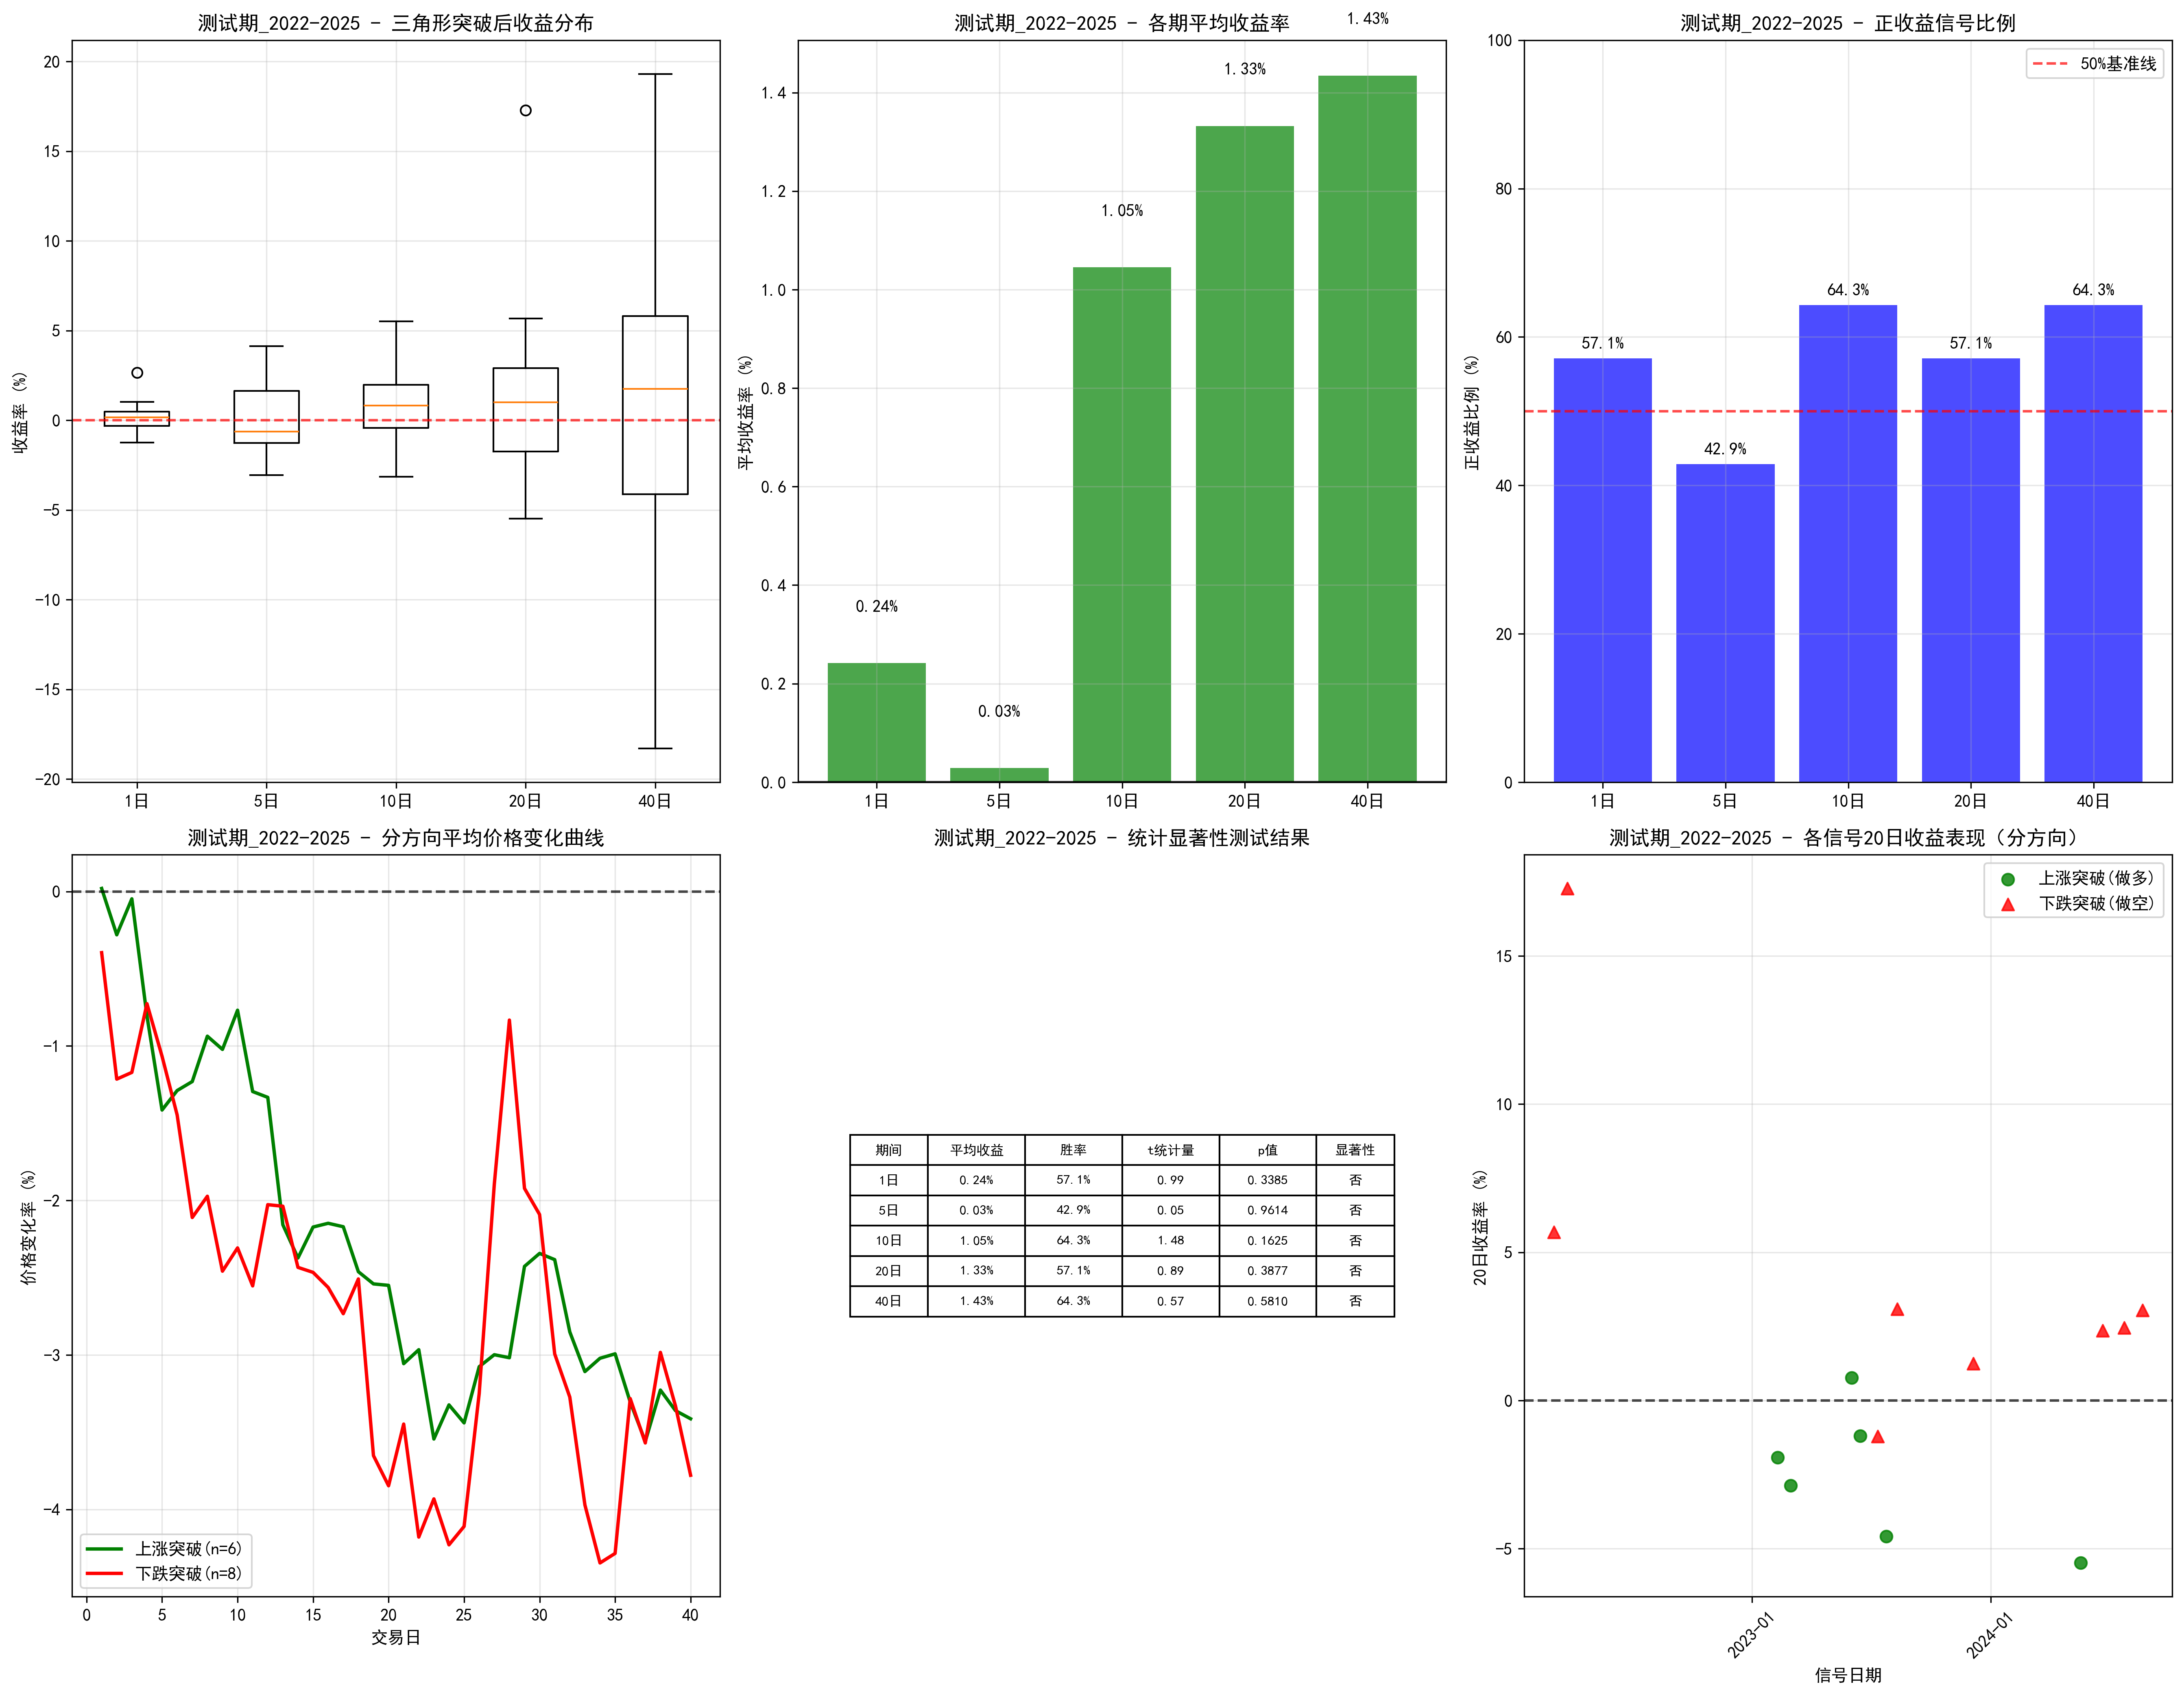 测试期_2022-2025 - 三角形突破后收益分布
收益率 (%)
20
15
10
5
0
-5
-10
-15
-20
1日 5日 10日 20日 40日
测试期_2022-2025 - 各期平均收益率
平均收益率 (%)
1.4
1.2
1.0
0.8
0.6
0.4
0.2
0.0
0.24%
0.03%
1.05%
1.33%
1.43%
1日 5日 10日 20日 40日
测试期_2022-2025 - 正收益信号比例
正收益比例 (%)
50%基准线
100
80
60
40
20
0
57.1%
42.9%
64.3%
57.1%
64.3%
1日 5日 10日 20日 40日
测试期_2022-2025 - 分方向平均价格变化曲线
价格变化率 (%)
0
-1
-2
-3
-4
上涨突破(n=6)
下跌突破(n=8)
0 5 10 15 20 25 30 35 40
交易日
测试期_2022-2025 - 统计显著性测试结果
期间 平均收益 胜率 t统计量 p值 显著性
1日 0.24% 57.1% 0.99 0.3385 否
5日 0.03% 42.9% 0.05 0.9614 否
10日 1.05% 64.3% 1.48 0.1625 否
20日 1.33% 57.1% 0.89 0.3877 否
40日 1.43% 64.3% 0.57 0.5810 否
测试期_2022-2025 - 各信号20日收益表现（分方向）
20日收益率 (%)
上涨突破(做多)
下跌突破(做空)
15
10
5
0
-5
2023-01 2024-01
信号日期